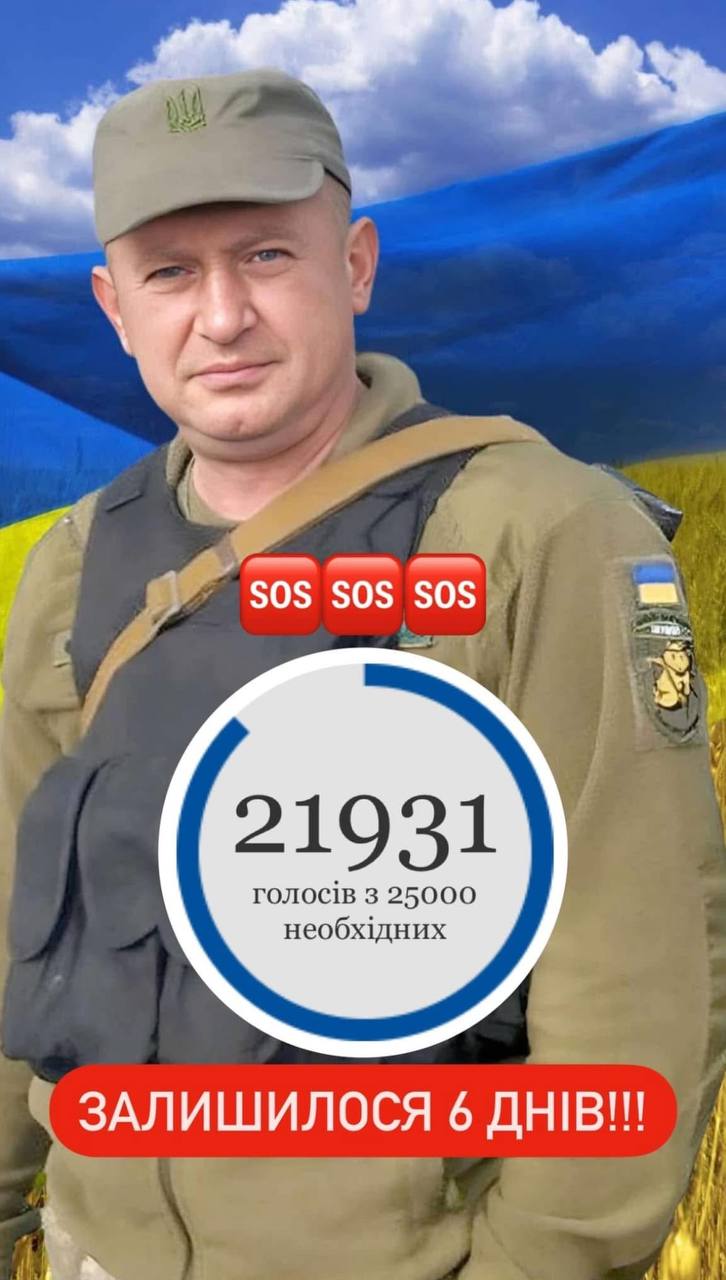 SOS SOS SOS
21931
голосів з 25000
необхідних
ЗАЛИШИЛОСЯ 6 ДНІВ!!!